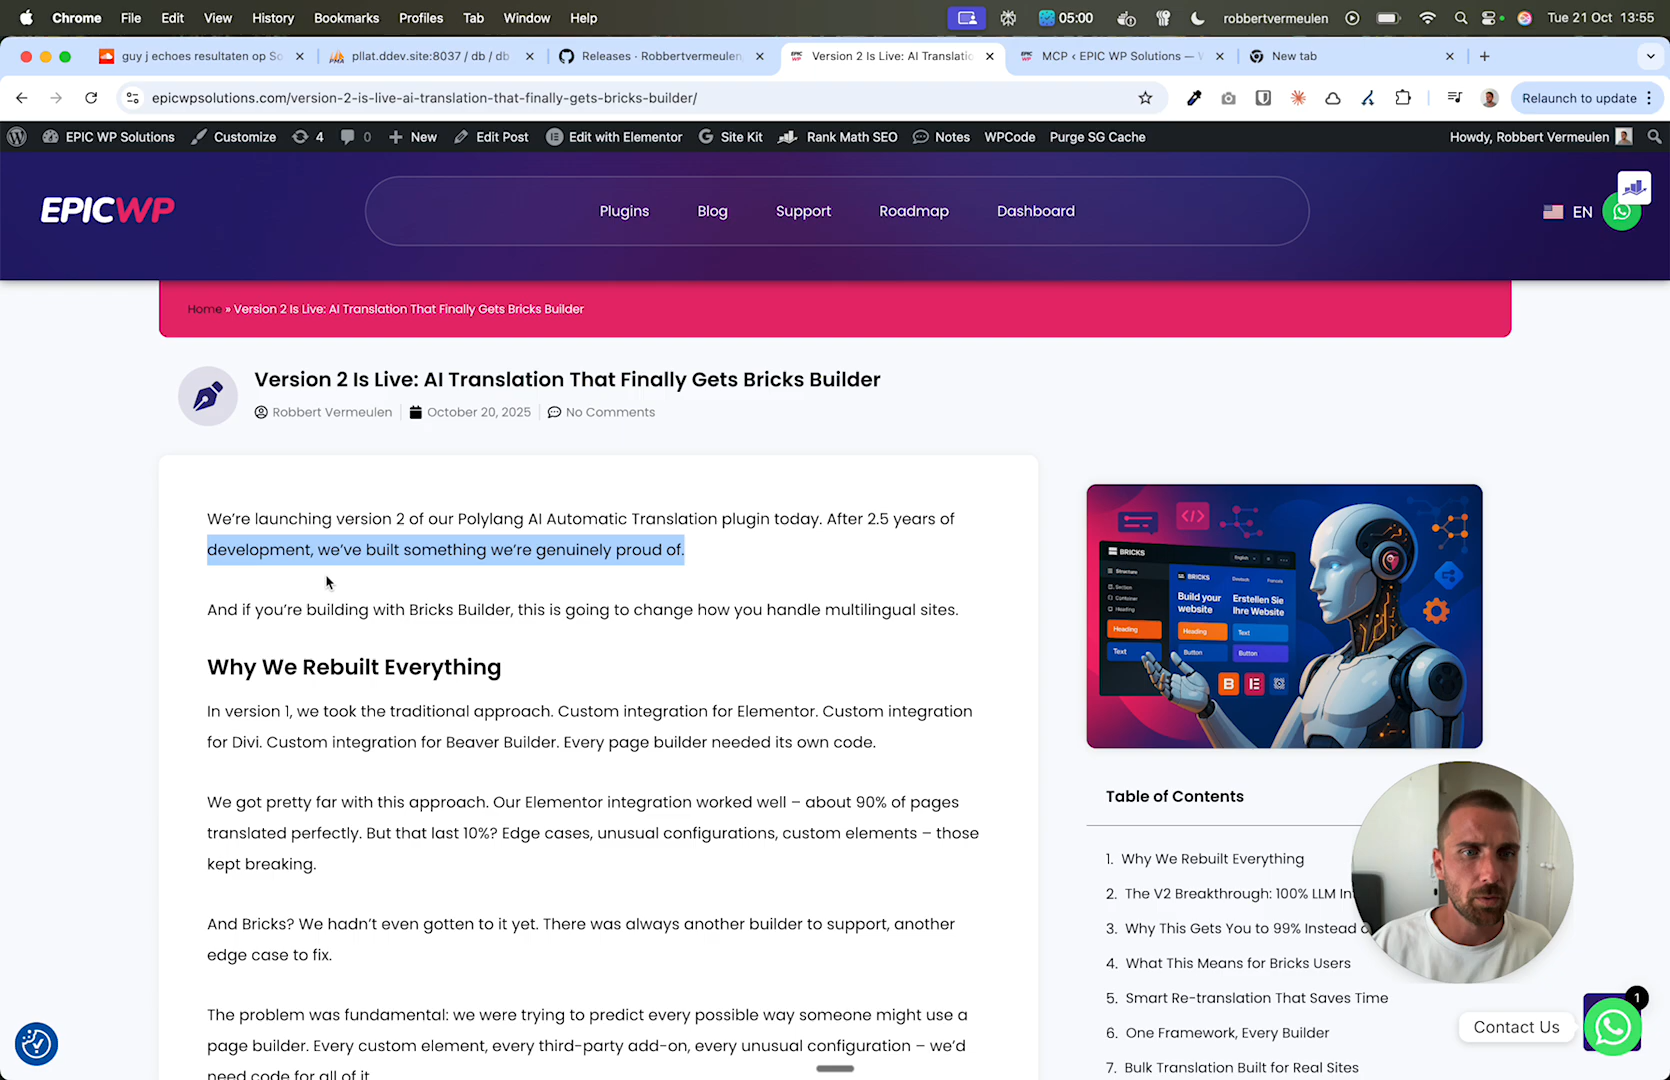 Chrome File Edit View History Bookmarks Profiles Tab Window Help 05:00 robbertvermeulen Tue 21 Oct 13:55
guy j echoes resultaten op So pllat.ddev.site:8037 / db / db Releases · Robbertvermeulen, Version 2 Is Live: AI Translatio MCP ‹ EPIC WP Solutions — New tab
epicwpsolutions.com/version-2-is-live-ai-translation-that-finally-gets-bricks-builder/ Relaunch to update
EPIC WP Solutions Customize 4 0 New Edit Post Edit with Elementor Site Kit Rank Math SEO Notes WPCode Purge SG Cache Howdy, Robbert Vermeulen
EPICWP Plugins Blog Support Roadmap Dashboard EN
Home » Version 2 Is Live: AI Translation That Finally Gets Bricks Builder
Version 2 Is Live: AI Translation That Finally Gets Bricks Builder
Robbert Vermeulen October 20, 2025 No Comments
We're launching version 2 of our Polylang AI Automatic Translation plugin today. After 2.5 years of
development, we've built something we're genuinely proud of.
And if you're building with Bricks Builder, this is going to change how you handle multilingual sites.
Why We Rebuilt Everything
In version 1, we took the traditional approach. Custom integration for Elementor. Custom integration
for Divi. Custom integration for Beaver Builder. Every page builder needed its own code.
We got pretty far with this approach. Our Elementor integration worked well – about 90% of pages
translated perfectly. But that last 10%? Edge cases, unusual configurations, custom elements – those
kept breaking.
And Bricks? We hadn't even gotten to it yet. There was always another builder to support, another
edge case to fix.
The problem was fundamental: we were trying to predict every possible way someone might use a
page builder. Every custom element, every third-party add-on, every unusual configuration – we'd
need code for all of it.
BRICKS
English
Structure
Section
Container
Heading
Heading
Text
BRICKS Deutsch Francais
Build your website
Erstellen Sie Ihre Website
Heading Text
Button Button
B
Table of Contents
1. Why We Rebuilt Everything
2. The V2 Breakthrough: 100% LLM In
3. Why This Gets You to 99% Instead
4. What This Means for Bricks Users
5. Smart Re-translation That Saves Time
6. One Framework, Every Builder
7. Bulk Translation Built for Real Sites
Contact Us
1